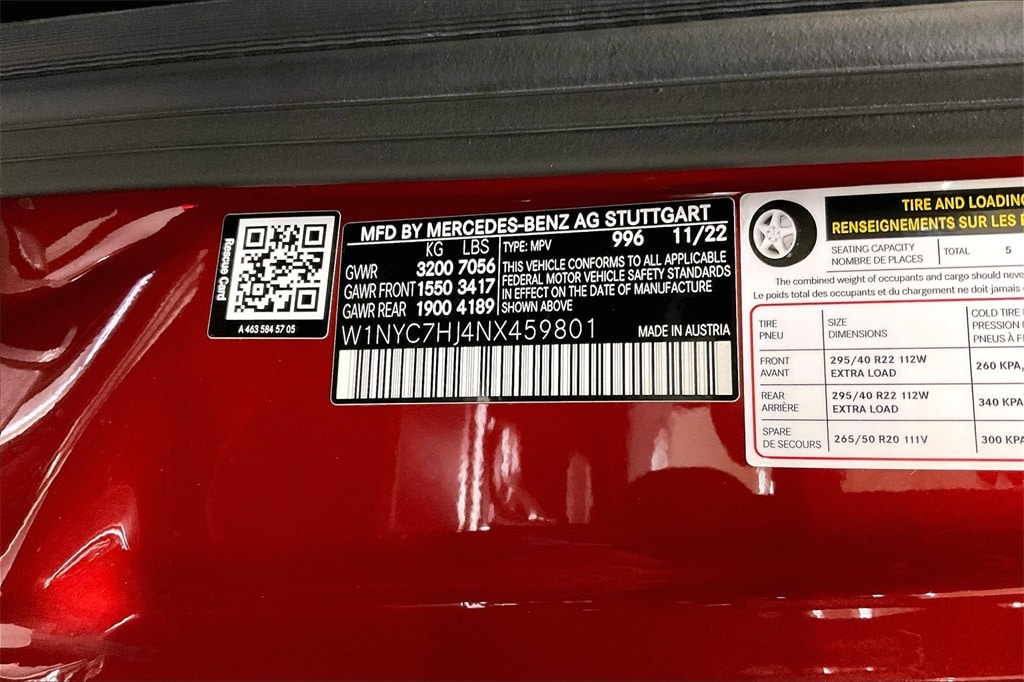 Rescue Card
A 463 584 57 05
MFD BY MERCEDES-BENZ AG STUTTGART
KG LBS
GVWR 3200 7056
GAWR FRONT 1550 3417
GAWR REAR 1900 4189
TYPE: MPV 996 11/22
THIS VEHICLE CONFORMS TO ALL APPLICABLE
FEDERAL MOTOR VEHICLE SAFETY STANDARDS
IN EFFECT ON THE DATE OF MANUFACTURE
SHOWN ABOVE
W1NYC7HJ4NX459801 MADE IN AUSTRIA
TIRE AND LOADING
RENSEIGNEMENTS SUR LES
SEATING CAPACITY
NOMBRE DE PLACES
TOTAL 5
The combined weight of occupants and cargo should never
Le poids total des occupants et du chargement ne doit jamais
TIRE
PNEU
SIZE
DIMENSIONS
COLD TIRE
PRESSION
PNEUS À
FRONT
AVANT
295/40 R22 112W
EXTRA LOAD
260 KPA,
REAR
ARRIÈRE
295/40 R22 112W
EXTRA LOAD
340 KPA
SPARE
DE SECOURS
265/50 R20 111V
300 KPA